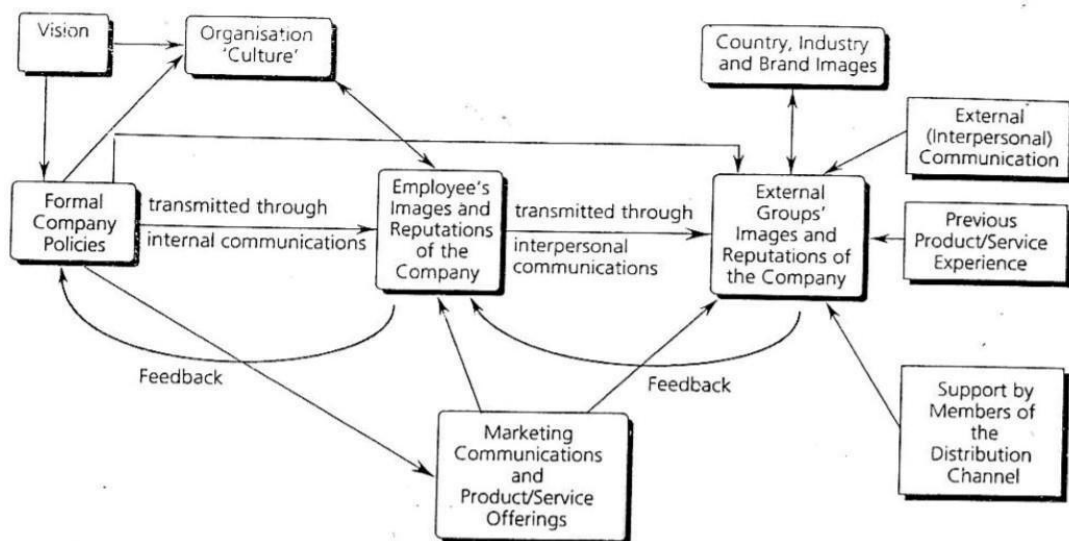 Vision
Organisation
'Culture'
Country, Industry
and Brand Images
External
(Interpersonal)
Communication
Formal
Company
Policies
transmitted through
internal communications
Employee's
Images and
Reputations
of the
Company
transmitted through
interpersonal
communications
External
Groups'
Images and
Reputations of
the Company
Previous
Product/Service
Experience
Feedback
Feedback
Marketing
Communications
and
Product/Service
Offerings
Support by
Members of
the
Distribution
Channel